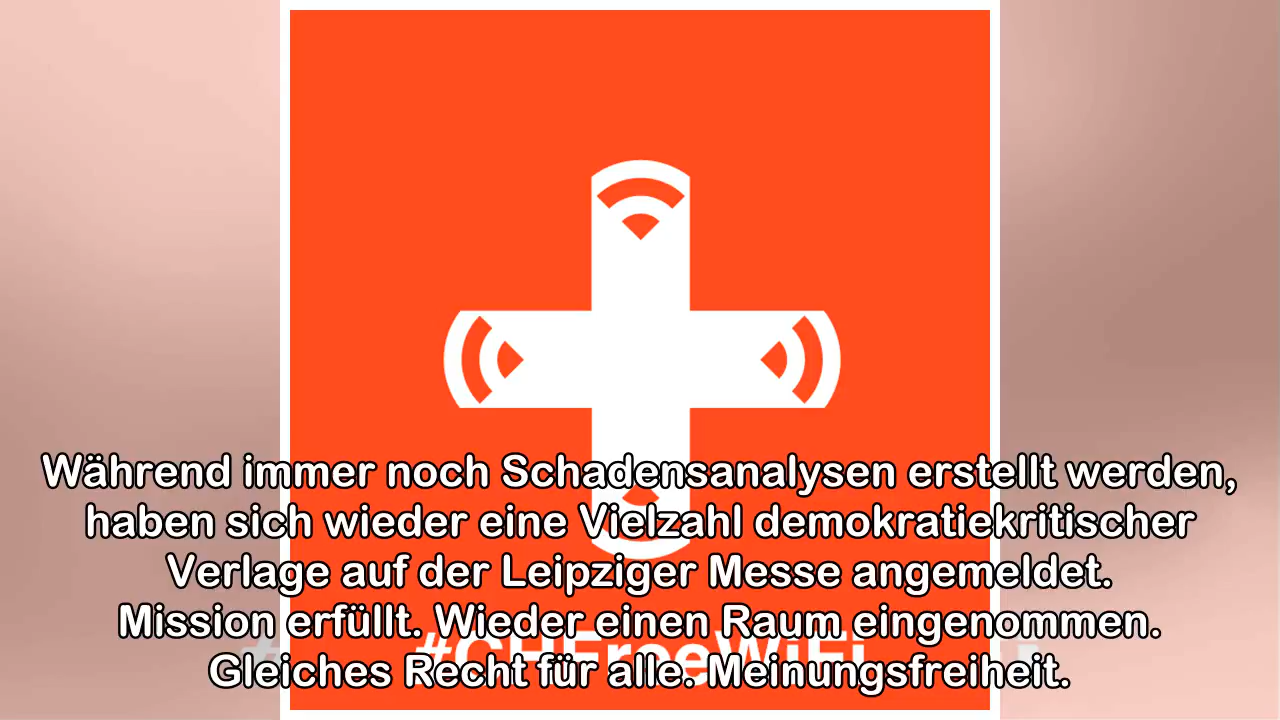 Während immer noch Schadensanalysen erstellt werden,
haben sich wieder eine Vielzahl demokratiekritischer
Verlage auf der Leipziger Messe angemeldet.
Mission erfüllt. Wieder einen Raum eingenommen.
#CHFreeWiFi
Gleiches Recht für alle. Meinungsfreiheit.